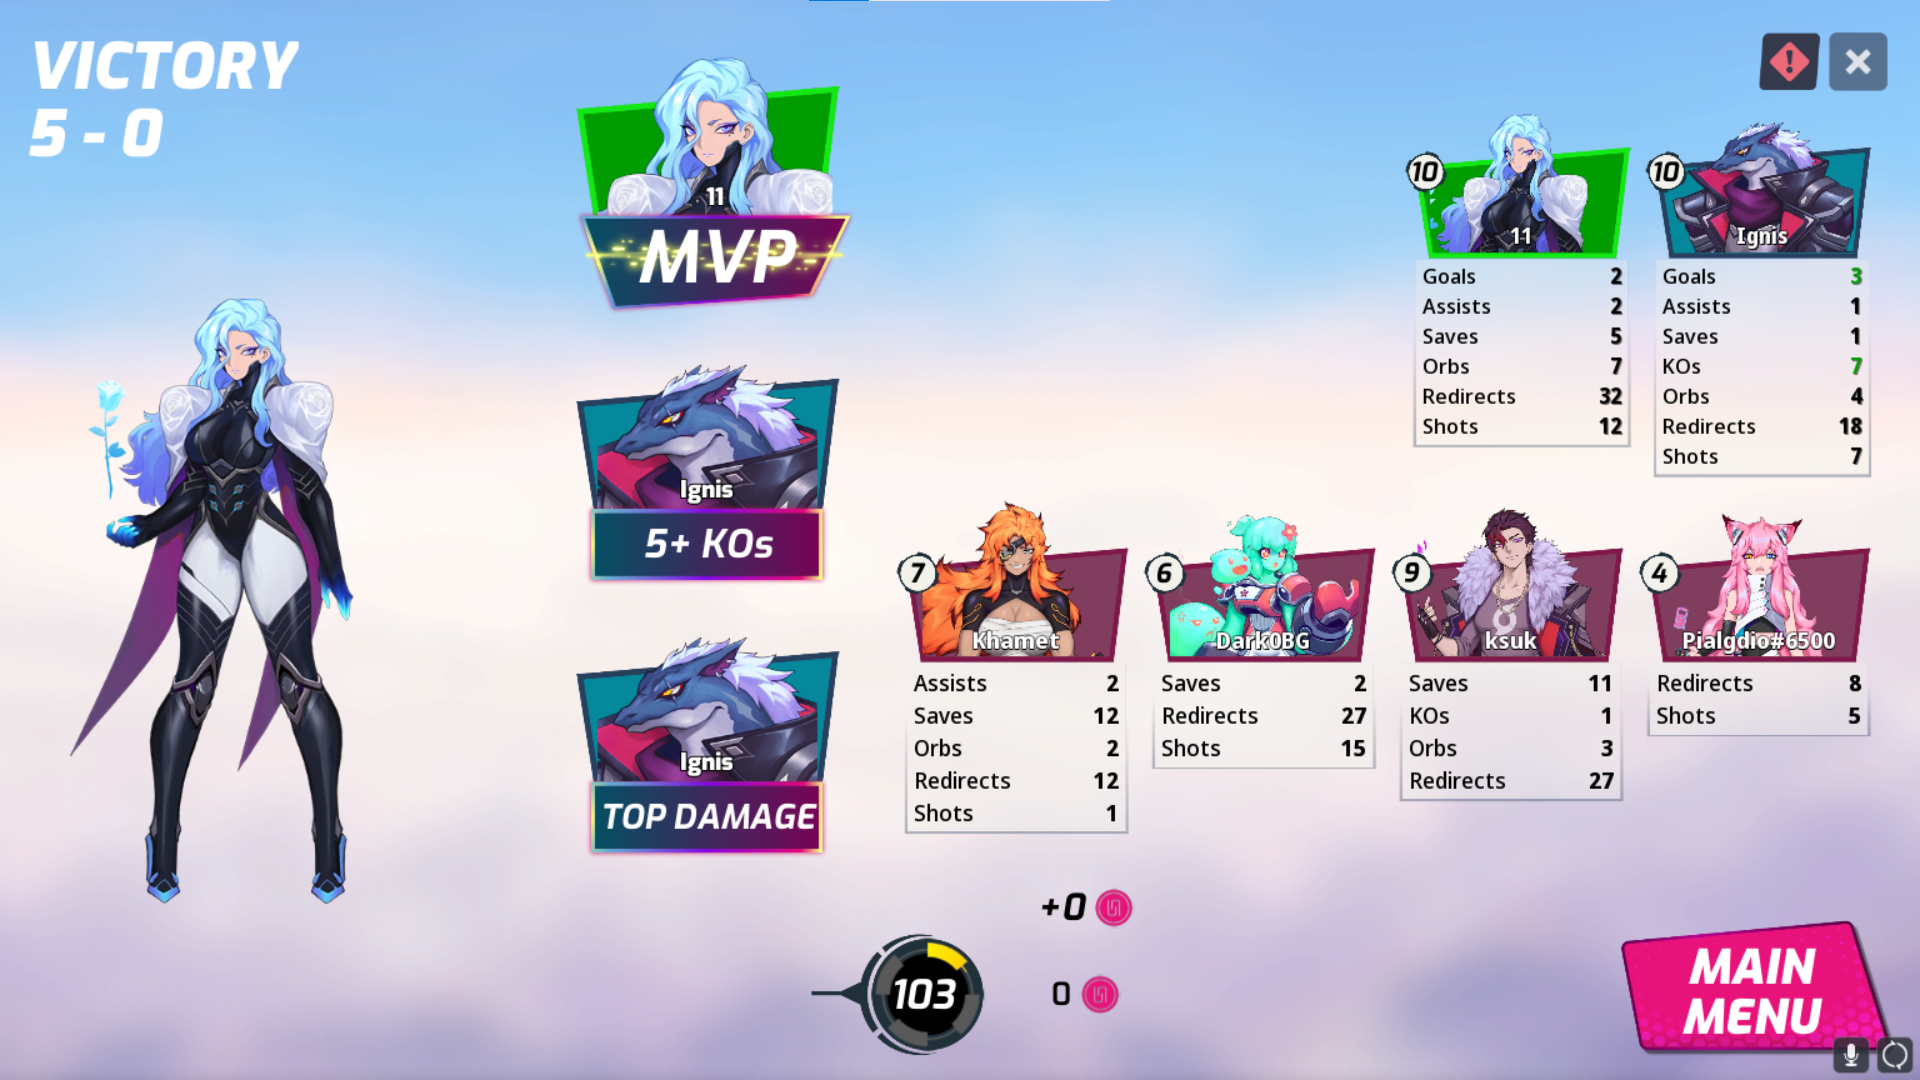 VICTORY
5 - 0
11
MVP
Ignis
5+ KOs
Ignis
TOP DAMAGE
10
11
Goals 2
Assists 2
Saves 5
Orbs 7
Redirects 32
Shots 12
10
Ignis
Goals 3
Assists 1
Saves 1
KOs 7
Orbs 4
Redirects 18
Shots 7
7
Khamet
Assists 2
Saves 12
Orbs 2
Redirects 12
Shots 1
6
Dark0BG
Saves 2
Redirects 27
Shots 15
9
ksuk
Saves 11
KOs 1
Orbs 3
Redirects 27
4
Pialgdio#6500
Redirects 8
Shots 5
+0
103
0
MAIN
MENU